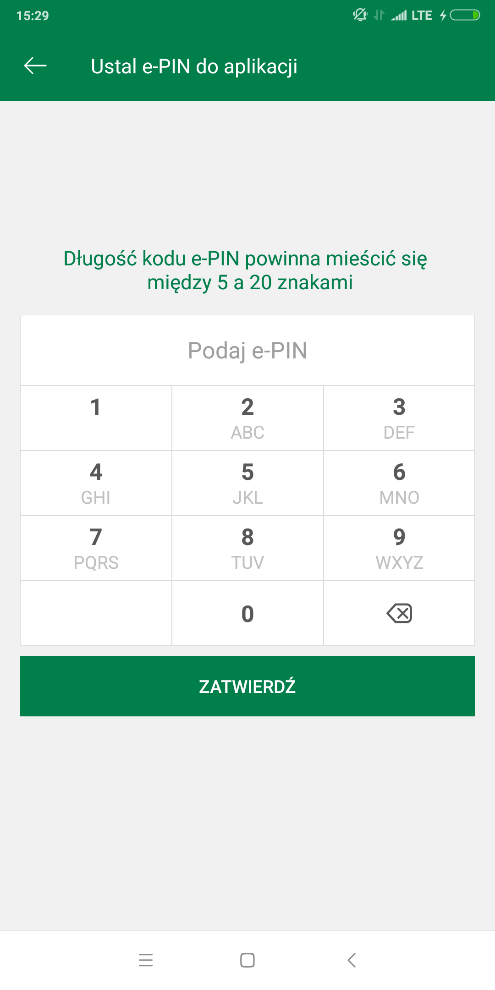 15:29 LTE
Ustal e-PIN do aplikacji
Długość kodu e-PIN powinna mieścić się
między 5 a 20 znakami
Podaj e-PIN
1 2 3
ABC DEF
4 5 6
GHI JKL MNO
7 8 9
PQRS TUV WXYZ
0
ZATWIERDŹ